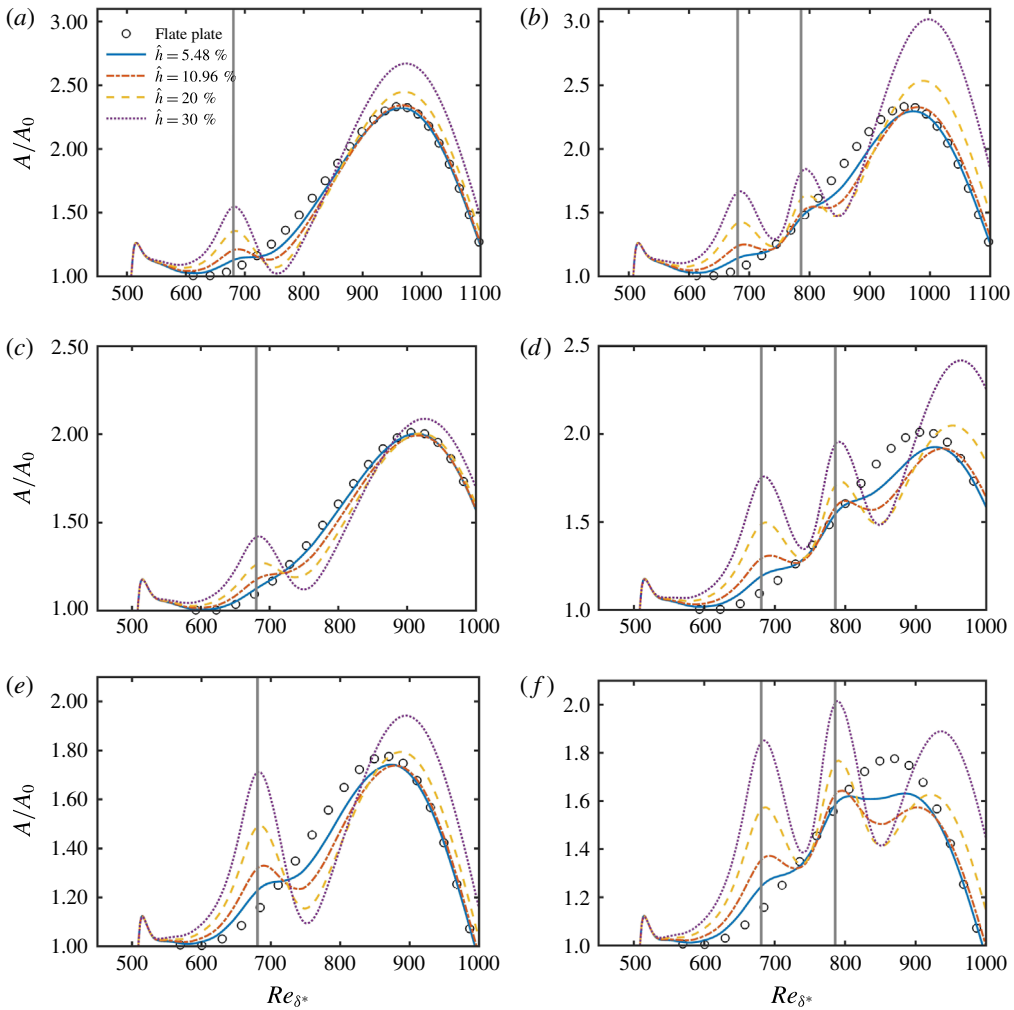 (a)
3.00
2.50
2.00
1.50
1.00
A/A0
Flate plate
ĥ = 5.48 %
ĥ = 10.96 %
ĥ = 20 %
ĥ = 30 %
500 600 700 800 900 1000 1100
(b)
3.0
2.5
2.0
1.5
1.0
500 600 700 800 900 1000 1100
(c)
2.50
2.00
1.50
1.00
A/A0
500 600 700 800 900 1000
(d)
2.5
2.0
1.5
1.0
500 600 700 800 900 1000
(e)
2.00
1.80
1.60
1.40
1.20
1.00
A/A0
500 600 700 800 900 1000
Reδ*
(f)
2.0
1.8
1.6
1.4
1.2
1.0
500 600 700 800 900 1000
Reδ*